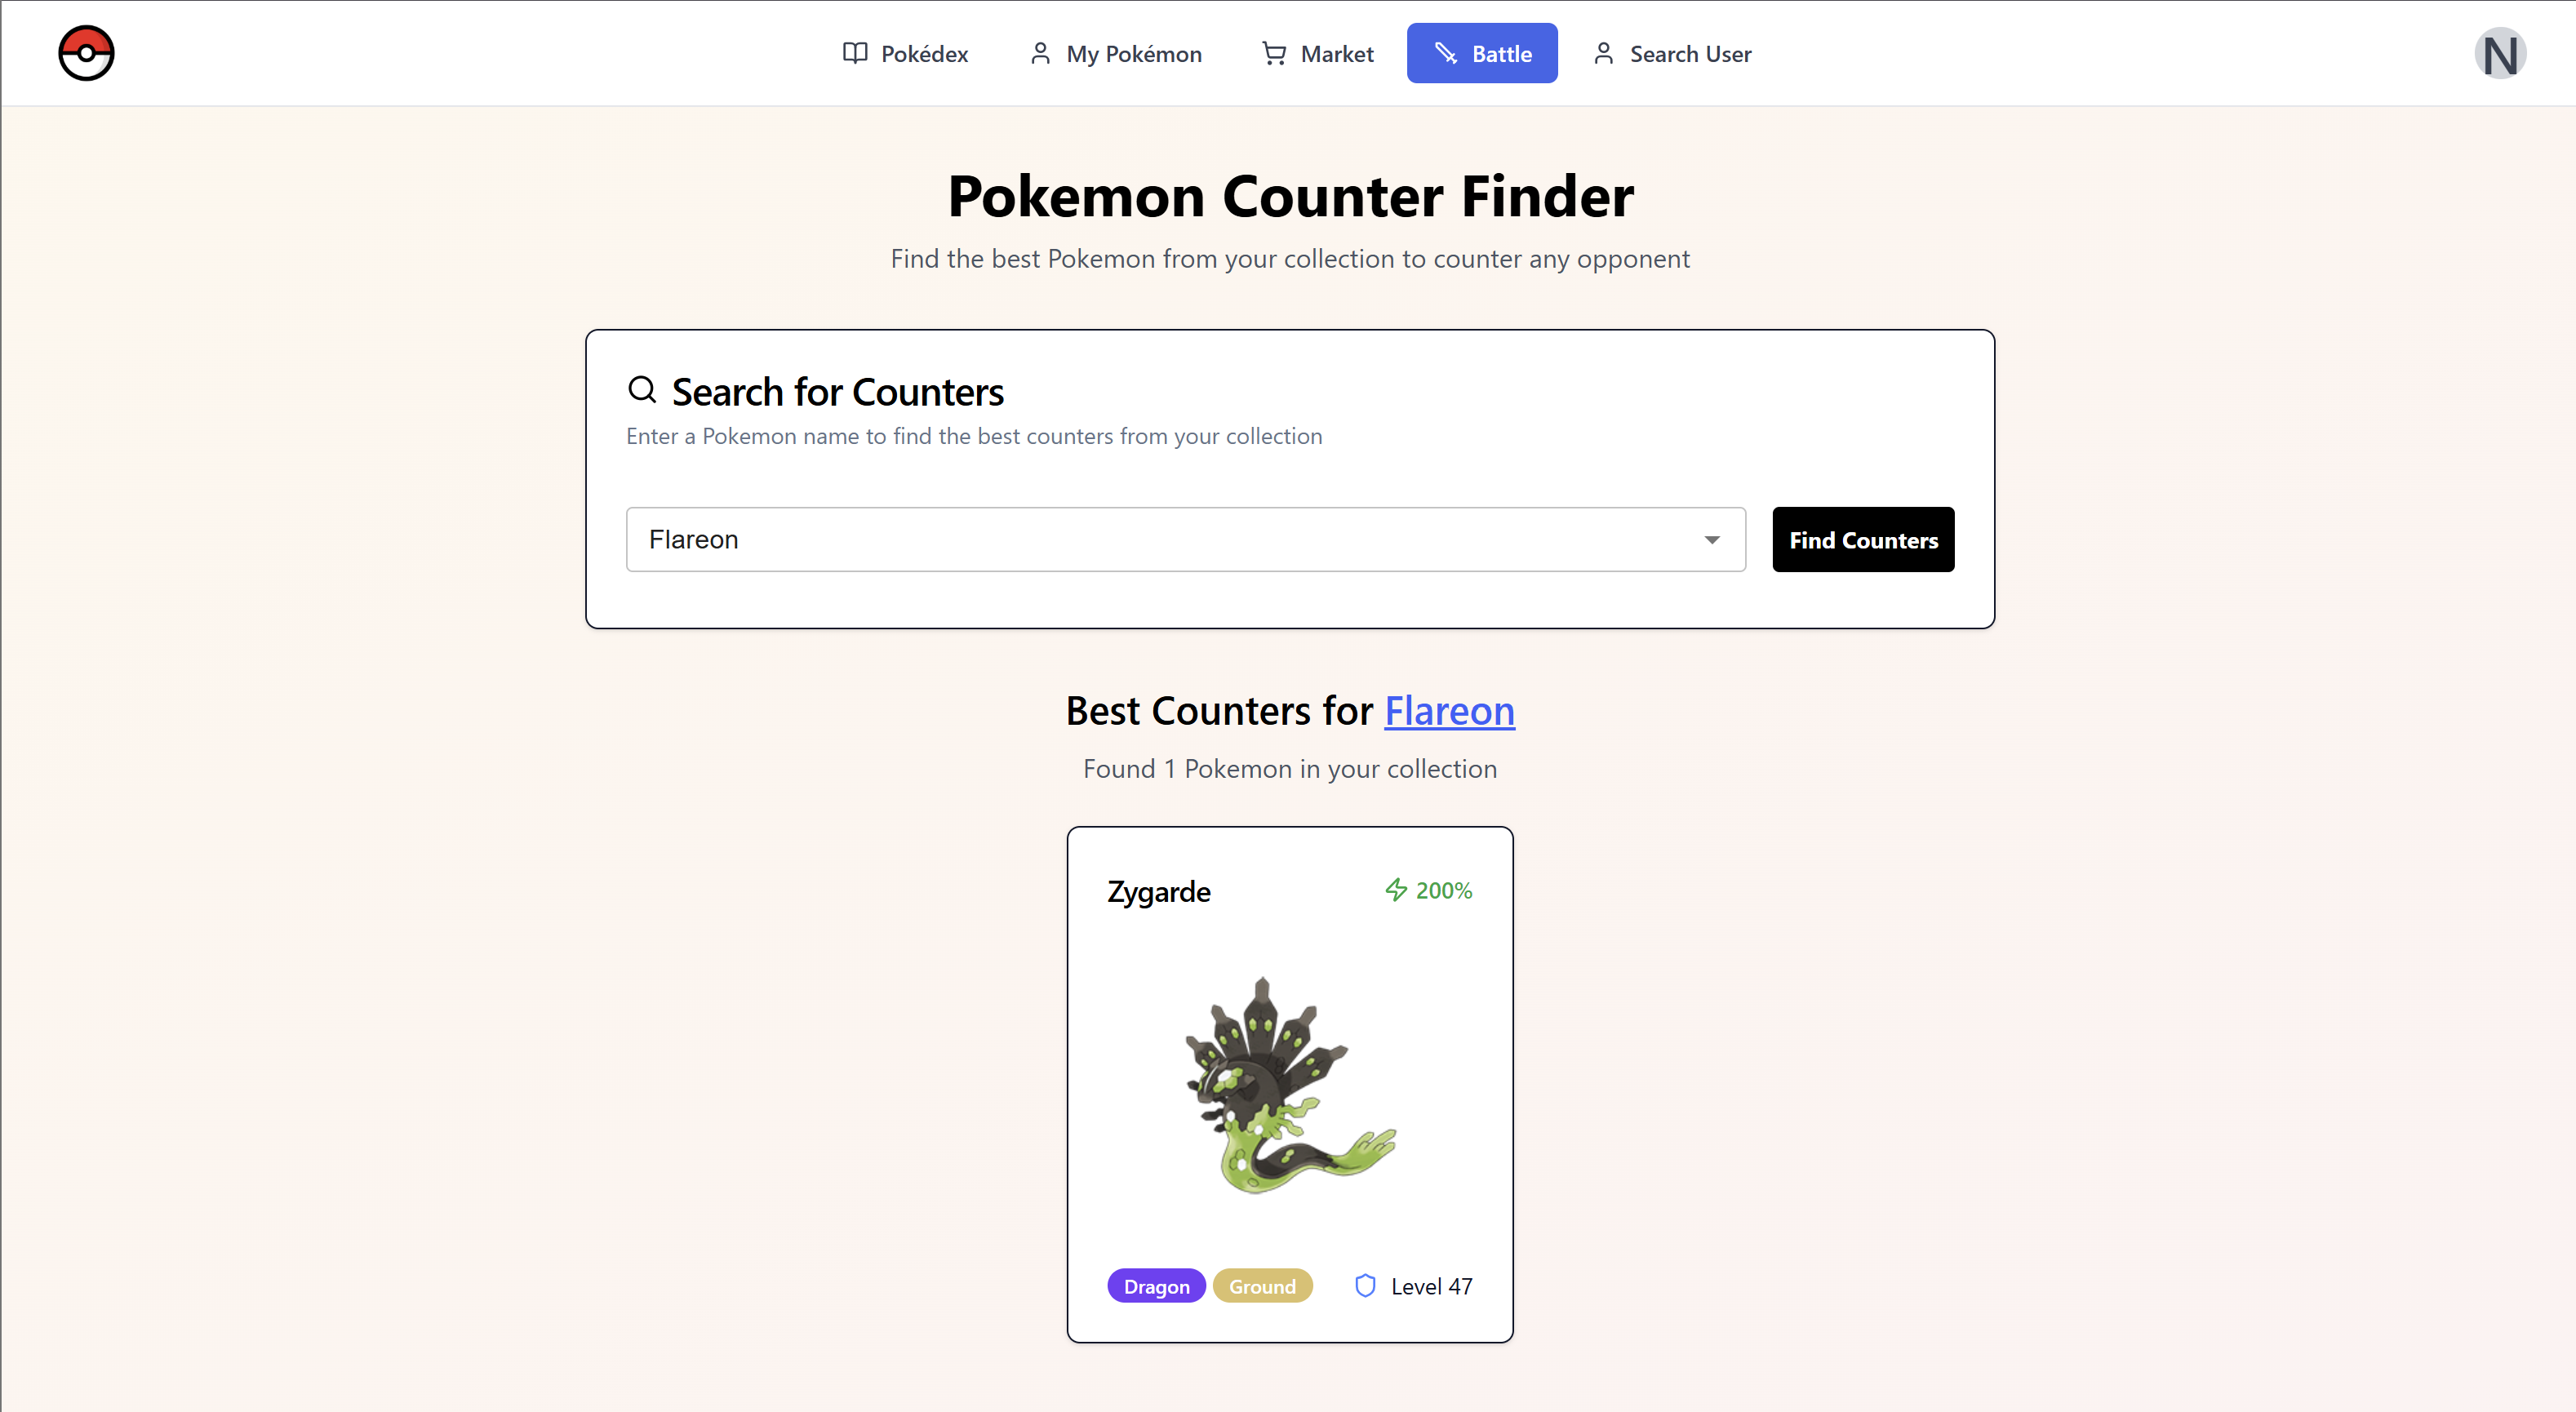 Pokédex My Pokémon Market Battle Search User N
Pokemon Counter Finder
Find the best Pokemon from your collection to counter any opponent
Search for Counters
Enter a Pokemon name to find the best counters from your collection
Flareon Find Counters
Best Counters for Flareon
Found 1 Pokemon in your collection
Zygarde 200%
Dragon Ground Level 47